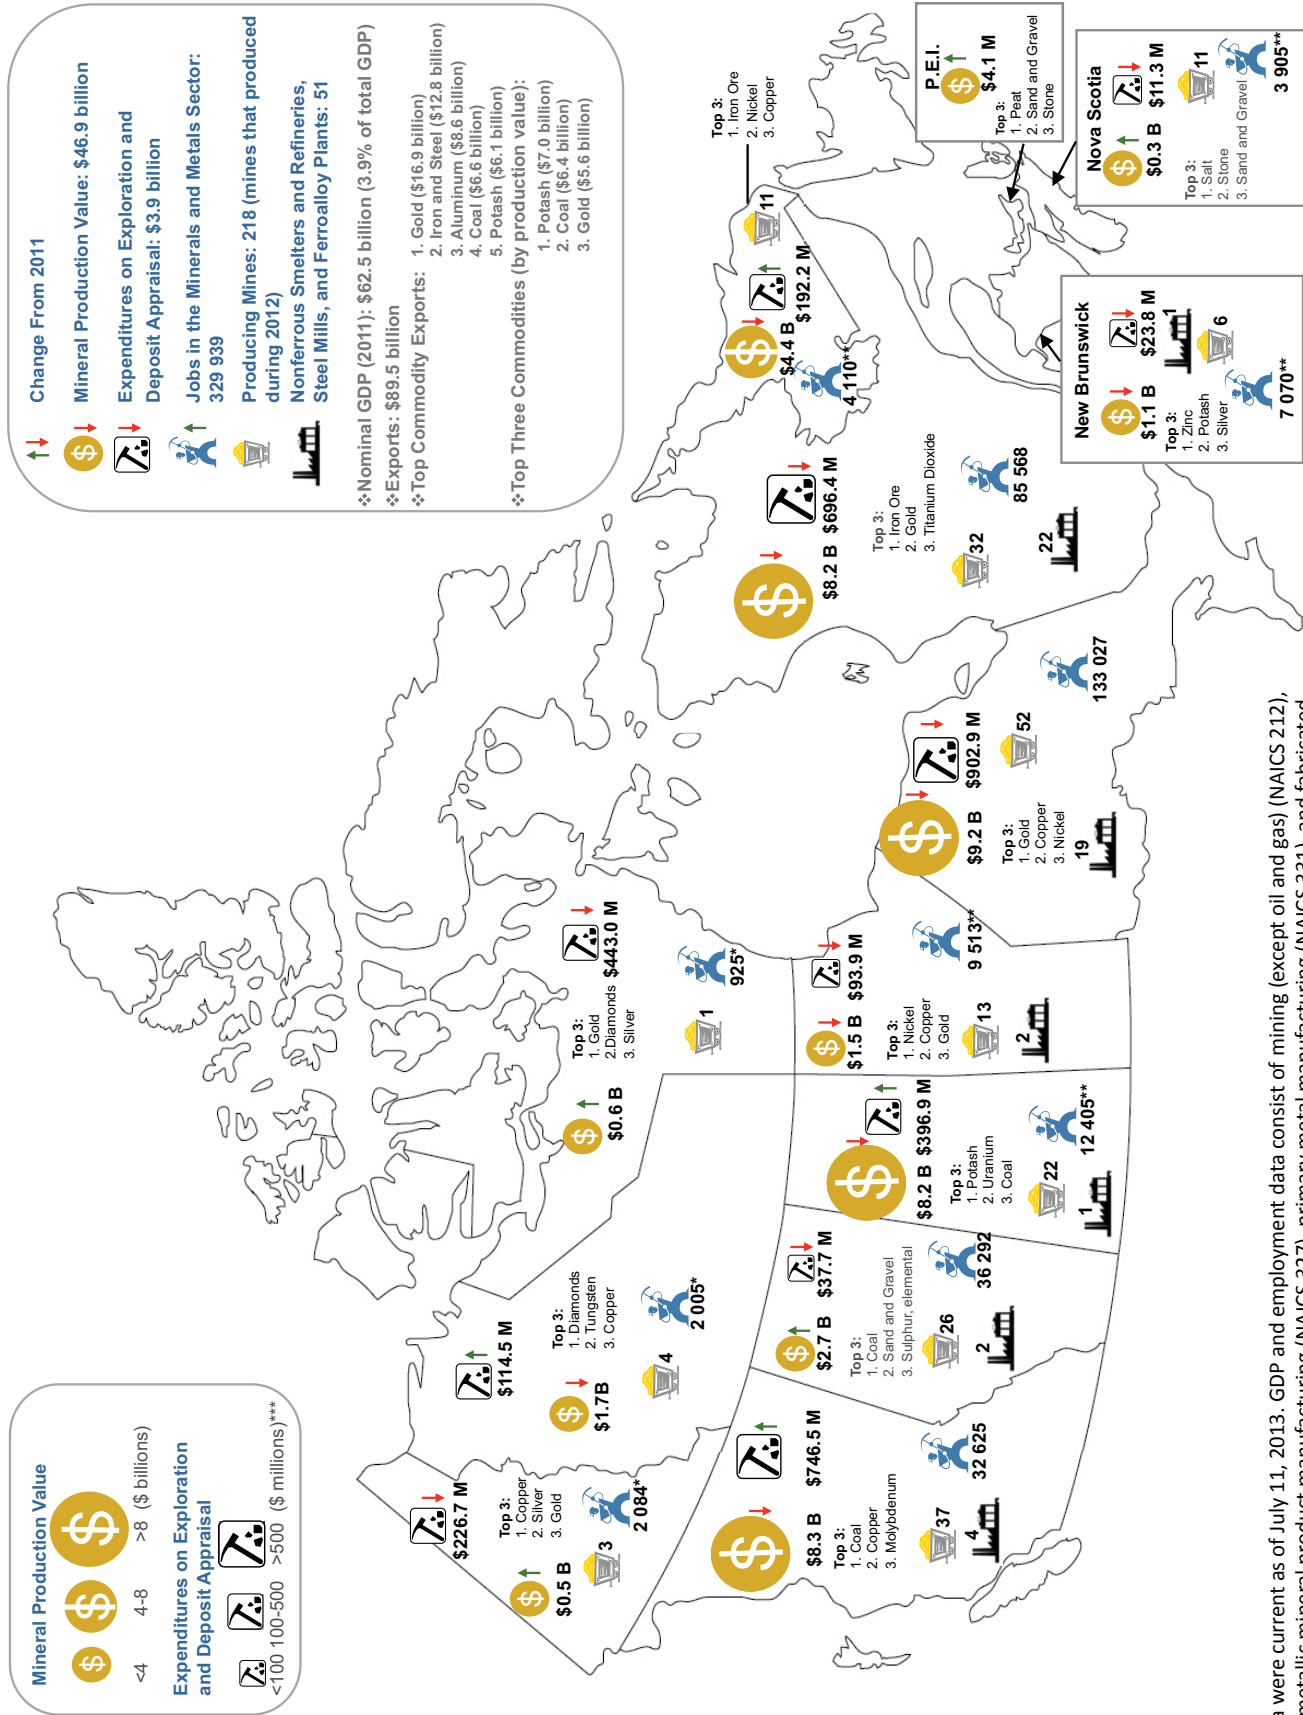 Mineral Production Value
<4 4-8 >8 ($ billions)
Expenditures on Exploration
and Deposit Appraisal
<100 100-500 >500 ($ millions)***
Change From 2011
Mineral Production Value: $46.9 billion
Expenditures on Exploration and
Deposit Appraisal: $3.9 billion
Jobs in the Minerals and Metals Sector:
329 939
Producing Mines: 218 (mines that produced
during 2012)
Nonferrous Smelters and Refineries,
Steel Mills, and Ferroalloy Plants: 51
❖Nominal GDP (2011): $62.5 billion (3.9% of total GDP)
❖Exports: $89.5 billion
❖Top Commodity Exports: 1. Gold ($16.9 billion)
2. Iron and Steel ($12.8 billion)
3. Aluminum ($8.6 billion)
4. Coal ($6.6 billion)
5. Potash ($6.1 billion)
❖Top Three Commodities (by production value):
1. Potash ($7.0 billion)
2. Coal ($6.4 billion)
3. Gold ($5.6 billion)
$226.7 M
Top 3:
1. Copper
2. Silver
3. Gold
$0.5 B
3
2 084*
$114.5 M
Top 3:
1. Diamonds
2. Tungsten
3. Copper
$1.7B
4
2 005*
$0.6 B
$443.0 M
Top 3:
1. Gold
2.Diamonds
3. Silver
1
925*
$8.3 B
$746.5 M
Top 3:
1. Coal
2. Copper
3. Molybdenum
37
32 625
4
$2.7 B
$37.7 M
Top 3:
1. Coal
2. Sand and Gravel
3. Sulphur, elemental
26
36 292
2
$8.2 B
$396.9 M
Top 3:
1. Potash
2. Uranium
3. Coal
22
12 405**
1
$1.5 B
$93.9 M
Top 3:
1. Nickel
2. Copper
3. Gold
13
9 513**
2
$9.2 B
$902.9 M
Top 3:
1. Gold
2. Copper
3. Nickel
52
133 027
19
$8.2 B
$696.4 M
Top 3:
1. Iron Ore
2. Gold
3. Titanium Dioxide
32
85 568
22
$4.4 B
$192.2 M
11
4 110**
Top 3:
1. Iron Ore
2. Nickel
3. Copper
New Brunswick
$1.1 B
$23.8 M
Top 3:
1. Zinc
2. Potash
3. Silver
1
6
7 070**
P.E.I.
$4.1 M
Top 3:
1. Peat
2. Sand and Gravel
3. Stone
Nova Scotia
$0.3 B
$11.3 M
Top 3:
1. Salt
2. Stone
3. Sand and Gravel
11
3 905**
a were current as of July 11, 2013. GDP and employment data consist of mining (except oil and gas) (NAICS 212),
metallic mineral product manufacturing (NAICS 327), primary metal manufacturing (NAICS 331), and fabricated